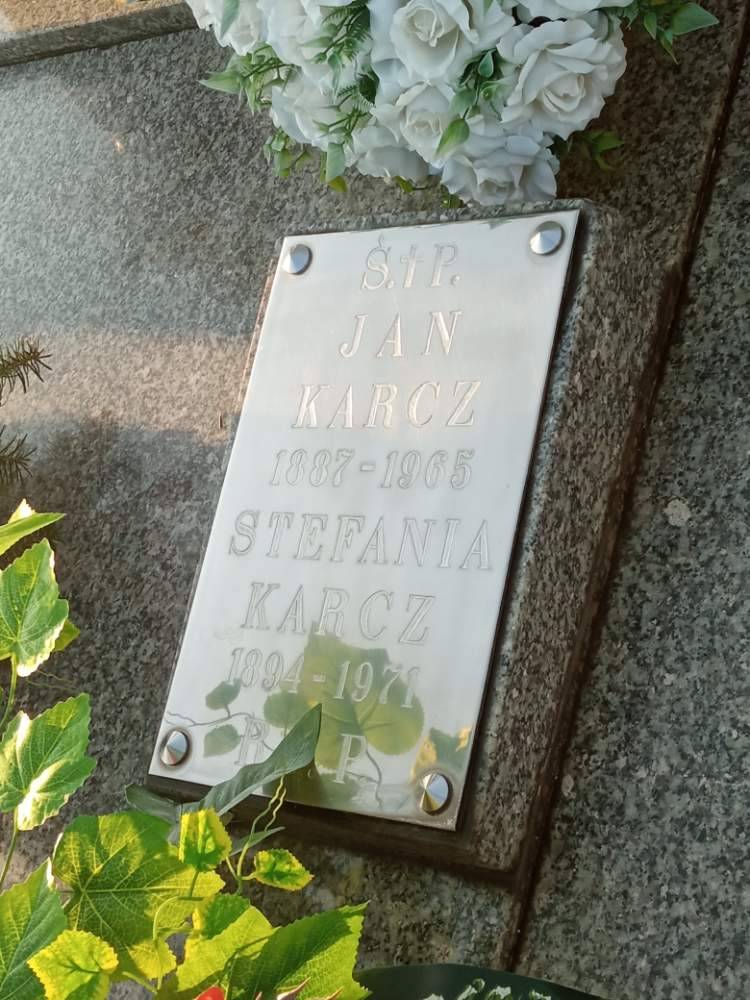 Ś.†P.
JAN
KARCZ
1887-1965
STEFANIA
KARCZ
1894-1971